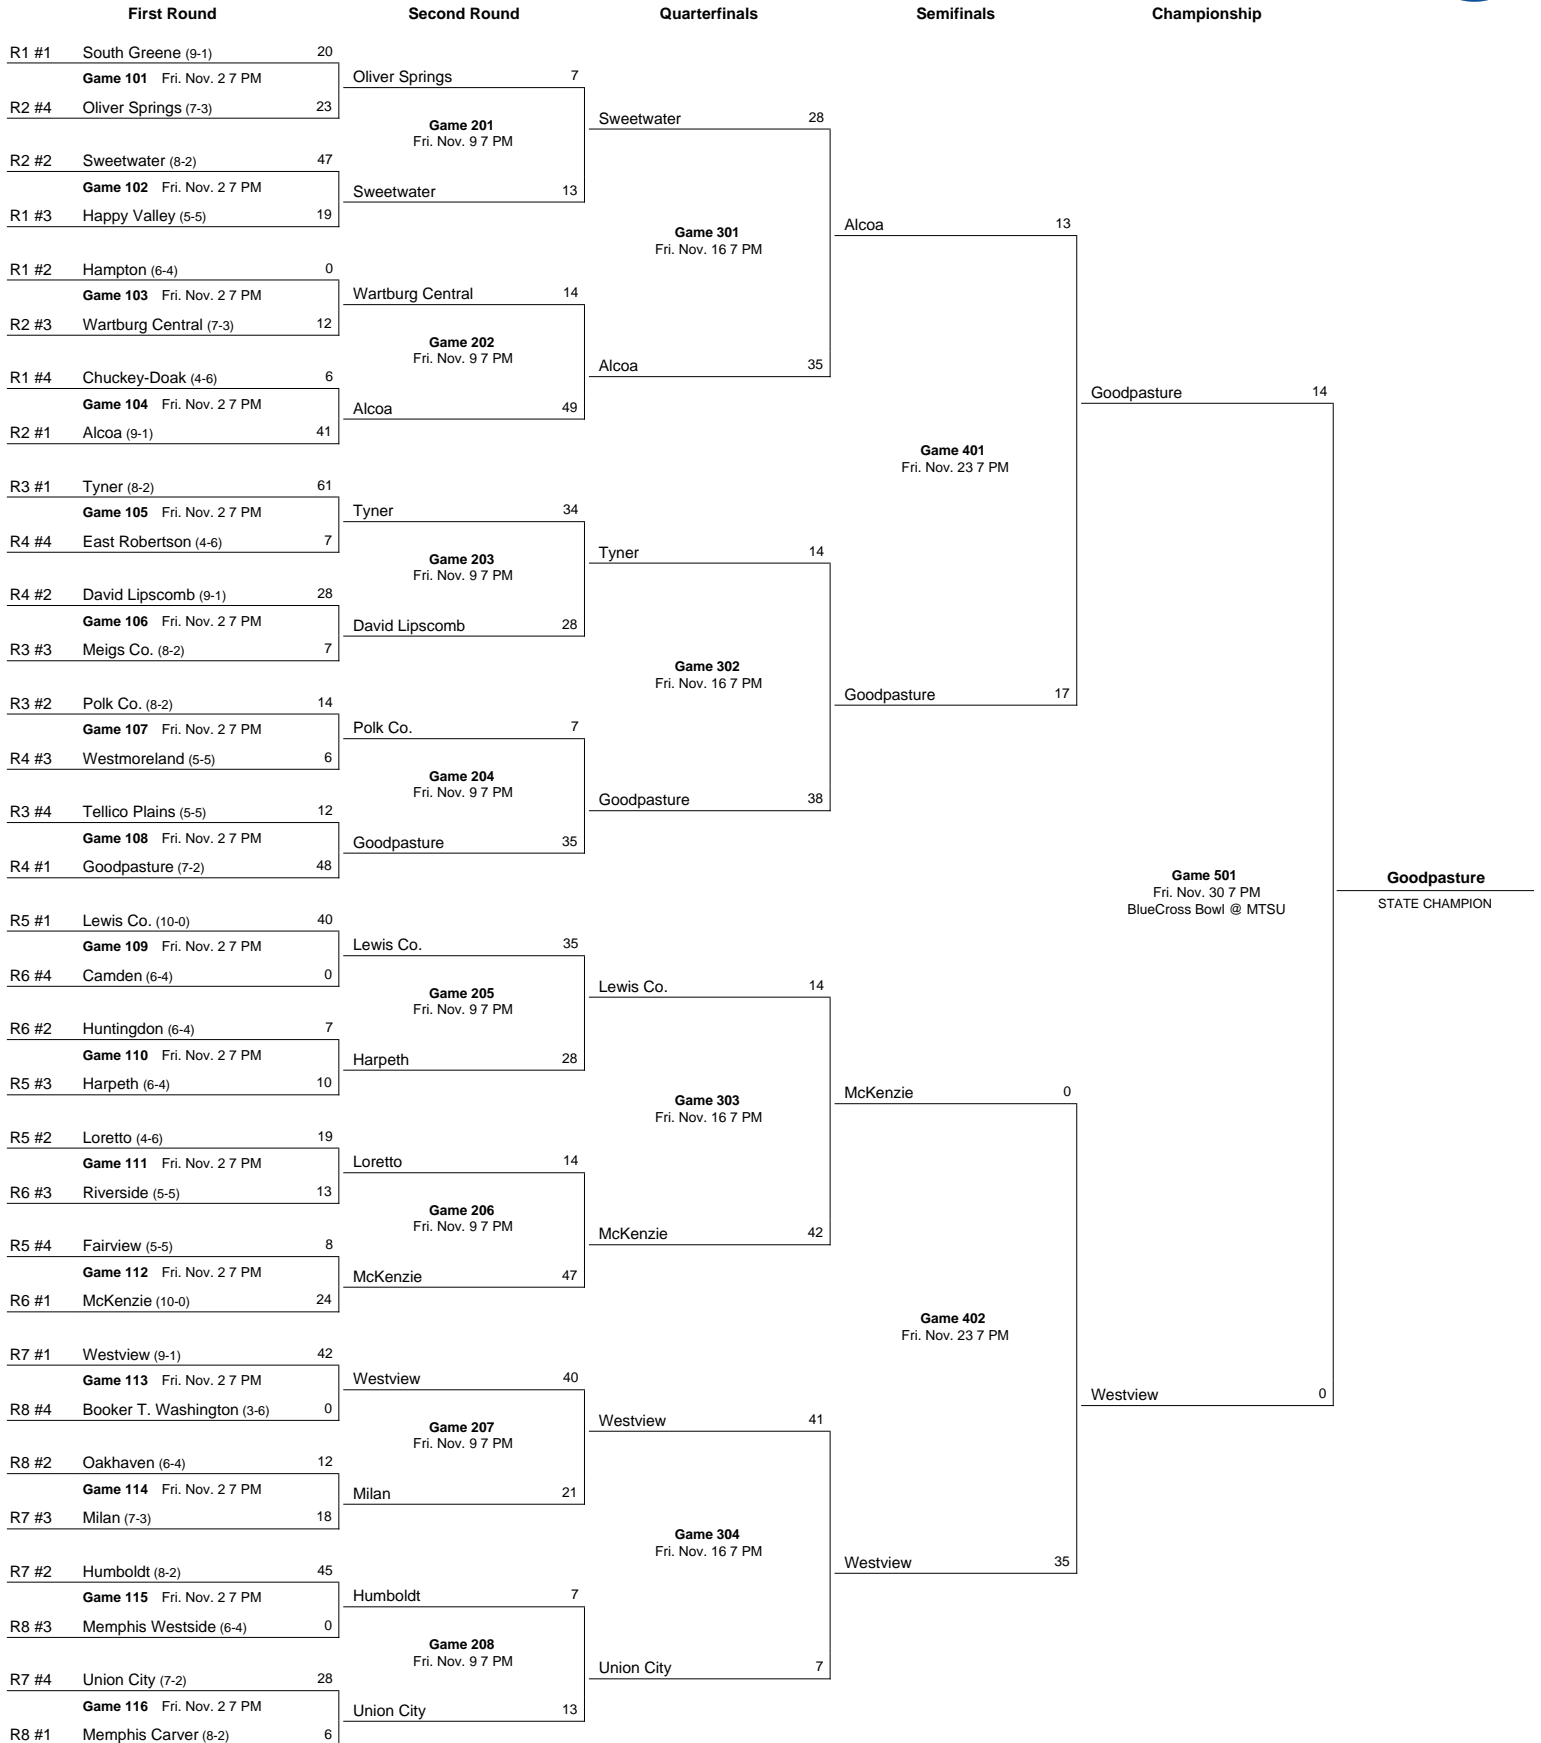 First Round Second Round Quarterfinals Semifinals Championship
R1 #1 South Greene (9-1) 20
Game 101 Fri. Nov. 2 7 PM
R2 #4 Oliver Springs (7-3) 23
R2 #2 Sweetwater (8-2) 47
Game 102 Fri. Nov. 2 7 PM
R1 #3 Happy Valley (5-5) 19
R1 #2 Hampton (6-4) 0
Game 103 Fri. Nov. 2 7 PM
R2 #3 Wartburg Central (7-3) 12
R1 #4 Chuckey-Doak (4-6) 6
Game 104 Fri. Nov. 2 7 PM
R2 #1 Alcoa (9-1) 41
R3 #1 Tyner (8-2) 61
Game 105 Fri. Nov. 2 7 PM
R4 #4 East Robertson (4-6) 7
R4 #2 David Lipscomb (9-1) 28
Game 106 Fri. Nov. 2 7 PM
R3 #3 Meigs Co. (8-2) 7
R3 #2 Polk Co. (8-2) 14
Game 107 Fri. Nov. 2 7 PM
R4 #3 Westmoreland (5-5) 6
R3 #4 Tellico Plains (5-5) 12
Game 108 Fri. Nov. 2 7 PM
R4 #1 Goodpasture (7-2) 48
R5 #1 Lewis Co. (10-0) 40
Game 109 Fri. Nov. 2 7 PM
R6 #4 Camden (6-4) 0
R6 #2 Huntingdon (6-4) 7
Game 110 Fri. Nov. 2 7 PM
R5 #3 Harpeth (6-4) 10
R5 #2 Loretto (4-6) 19
Game 111 Fri. Nov. 2 7 PM
R6 #3 Riverside (5-5) 13
R5 #4 Fairview (5-5) 8
Game 112 Fri. Nov. 2 7 PM
R6 #1 McKenzie (10-0) 24
R7 #1 Westview (9-1) 42
Game 113 Fri. Nov. 2 7 PM
R8 #4 Booker T. Washington (3-6) 0
R8 #2 Oakhaven (6-4) 12
Game 114 Fri. Nov. 2 7 PM
R7 #3 Milan (7-3) 18
R7 #2 Humboldt (8-2) 45
Game 115 Fri. Nov. 2 7 PM
R8 #3 Memphis Westside (6-4) 0
R7 #4 Union City (7-2) 28
Game 116 Fri. Nov. 2 7 PM
R8 #1 Memphis Carver (8-2) 6
Oliver Springs 7
Game 201
Fri. Nov. 9 7 PM
Sweetwater 13
Wartburg Central 14
Game 202
Fri. Nov. 9 7 PM
Alcoa 49
Tyner 34
Game 203
Fri. Nov. 9 7 PM
David Lipscomb 28
Polk Co. 7
Game 204
Fri. Nov. 9 7 PM
Goodpasture 35
Lewis Co. 35
Game 205
Fri. Nov. 9 7 PM
Harpeth 28
Loretto 14
Game 206
Fri. Nov. 9 7 PM
McKenzie 47
Westview 40
Game 207
Fri. Nov. 9 7 PM
Milan 21
Humboldt 7
Game 208
Fri. Nov. 9 7 PM
Union City 13
Sweetwater 28
Game 301
Fri. Nov. 16 7 PM
Alcoa 35
Tyner 14
Game 302
Fri. Nov. 16 7 PM
Goodpasture 38
Lewis Co. 14
Game 303
Fri. Nov. 16 7 PM
McKenzie 42
Westview 41
Game 304
Fri. Nov. 16 7 PM
Union City 7
Alcoa 13
Game 401
Fri. Nov. 23 7 PM
Goodpasture 17
McKenzie 0
Game 402
Fri. Nov. 23 7 PM
Westview 35
Goodpasture 14
Game 501
Fri. Nov. 30 7 PM
BlueCross Bowl @ MTSU
Westview 0
Goodpasture
STATE CHAMPION